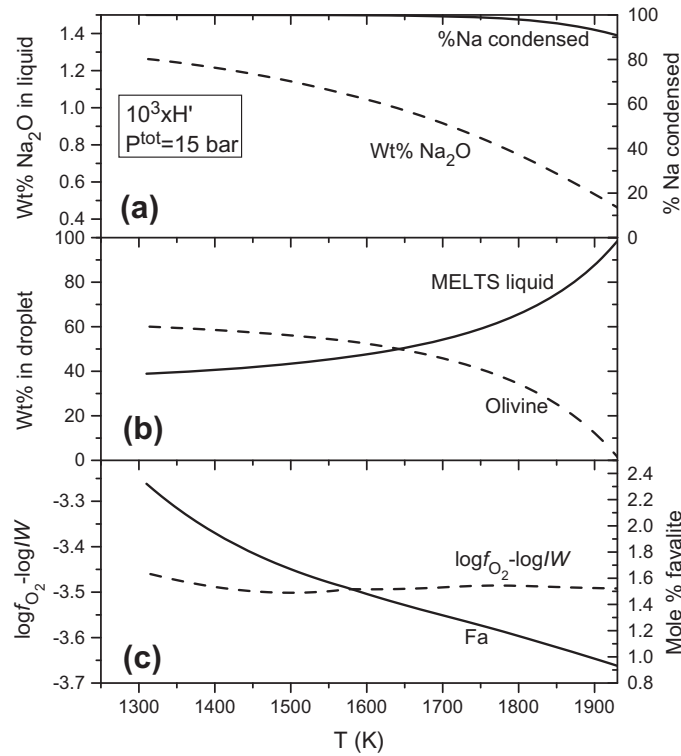 1.4
1.2
1.0
0.8
0.6
0.4
Wt% Na₂O in liquid
10³xH'
Pᵗᵒᵗ=15 bar
(a)
%Na condensed
Wt% Na₂O
100
80
60
40
20
0
% Na condensed
100
80
60
40
20
0
Wt% in droplet
MELTS liquid
Olivine
(b)
-3.3
-3.4
-3.5
-3.6
-3.7
logf_O₂-logIW
logf_O₂-logIW
Fa
(c)
2.4
2.2
2.0
1.8
1.6
1.4
1.2
1.0
0.8
Mole % fayalite
1300 1400 1500 1600 1700 1800 1900
T (K)